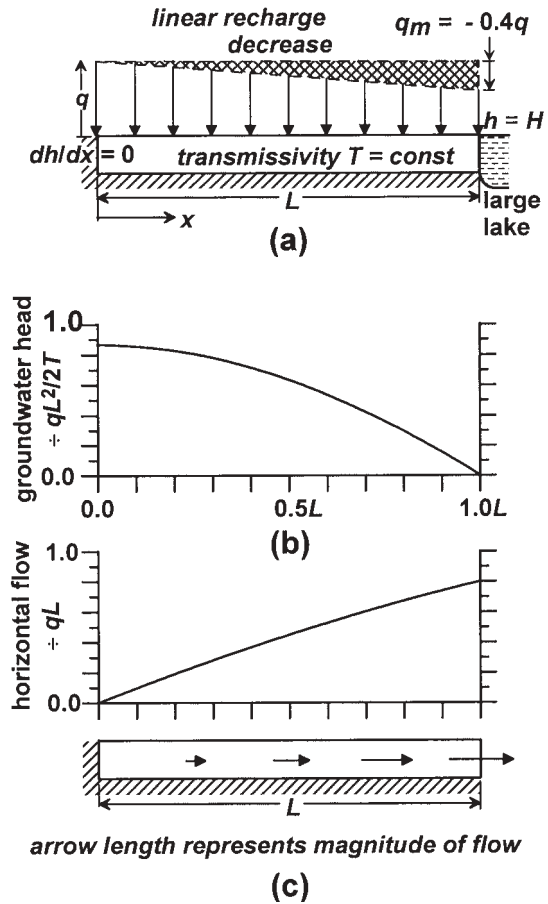 linear recharge
decrease
qm = - 0.4q
q
h = H
dh/dx = 0
transmissivity T = const
L
x
large
lake
(a)
groundwater head
÷ qL²/2T
1.0
0.0
0.0
0.5L
1.0L
(b)
horizontal flow
÷ qL
1.0
0.0
L
arrow length represents magnitude of flow
(c)